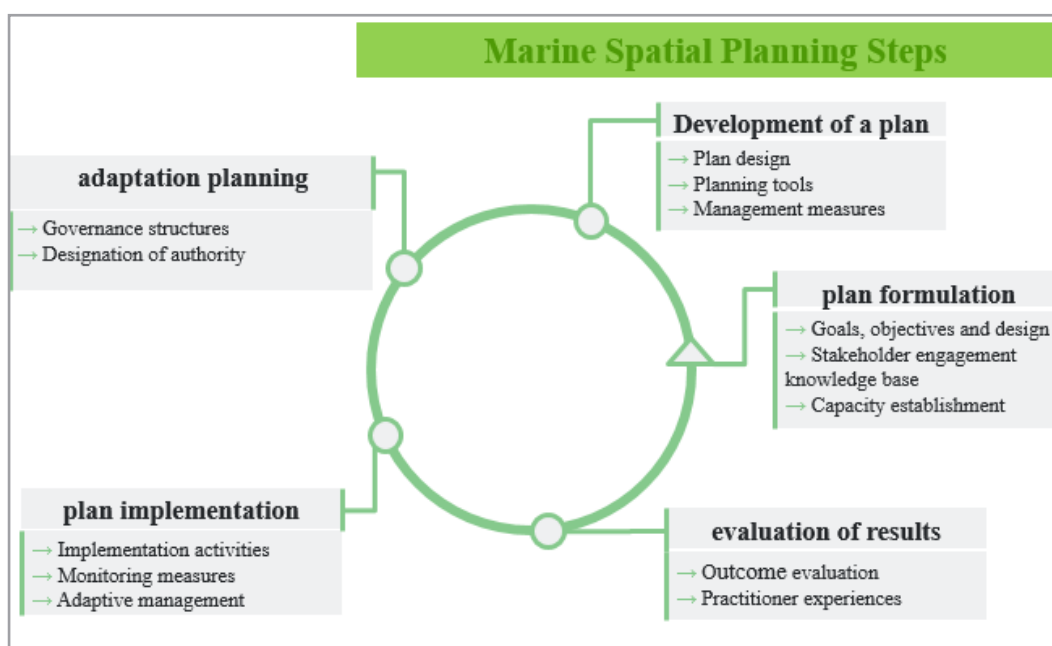 Marine Spatial Planning Steps
Development of a plan
→ Plan design
→ Planning tools
→ Management measures
adaptation planning
→ Governance structures
→ Designation of authority
plan formulation
→ Goals, objectives and design
→ Stakeholder engagement
knowledge base
→ Capacity establishment
plan implementation
→ Implementation activities
→ Monitoring measures
→ Adaptive management
evaluation of results
→ Outcome evaluation
→ Practitioner experiences